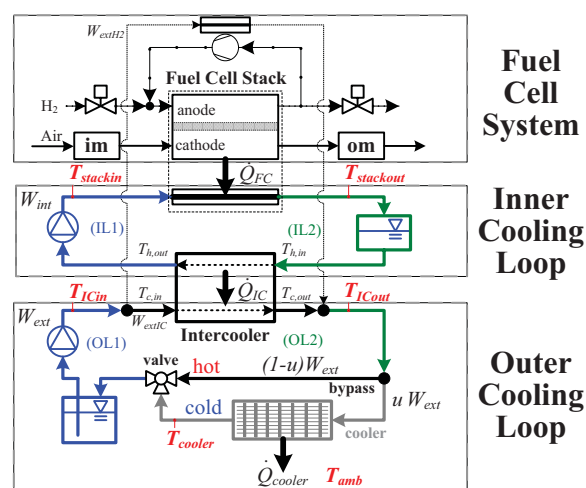 W_extH2
Fuel Cell Stack
H₂
anode
Air
im
cathode
om
Fuel
Cell
System
T_stackin
Q̇_FC
T_stackout
W_int
(IL1)
(IL2)
T_h,out
T_h,in
Inner
Cooling
Loop
T_ICin
T_c,in
Q̇_IC
T_c,out
T_ICout
W_ext
W_extIC
Intercooler
(OL1)
(OL2)
valve
hot
(1-u)W_ext
bypass
cold
u W_ext
cooler
T_cooler
Q̇_cooler
T_amb
Outer
Cooling
Loop